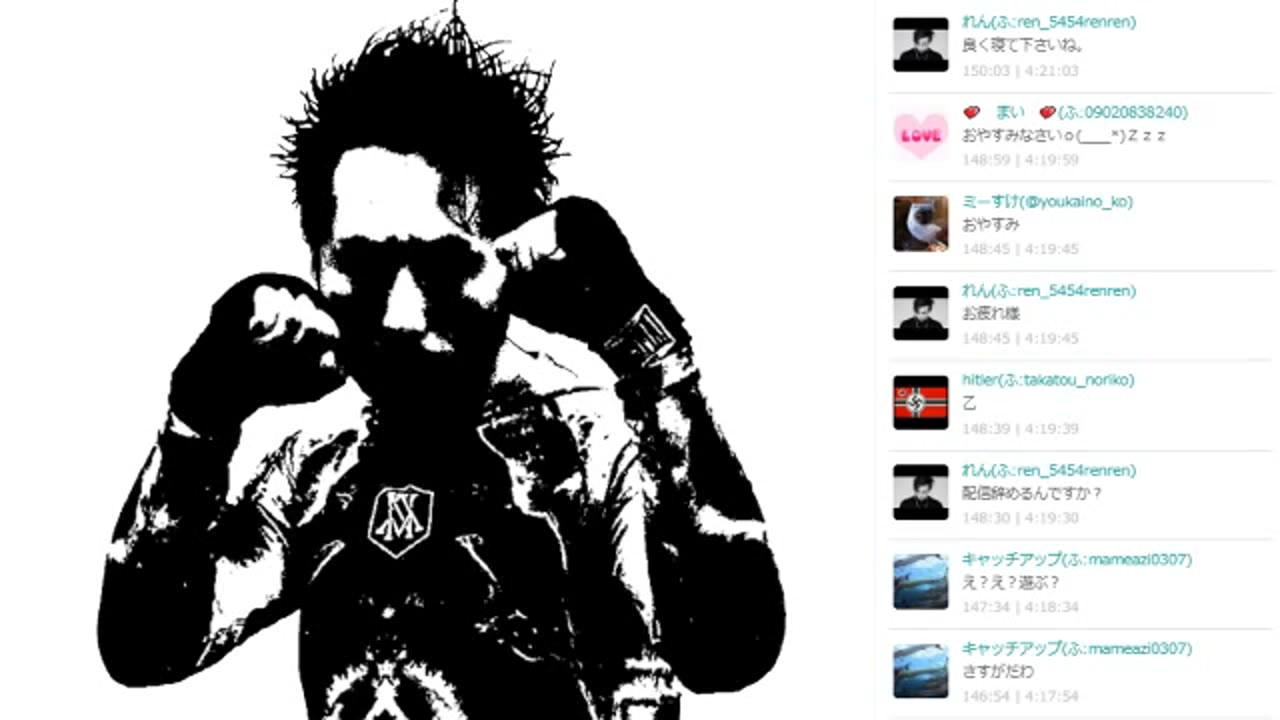 れん(ふ:ren_5454renren)
良く寝て下さいね。
150:03 | 4:21:03
まい (ふ:09020838240)
LOVE
おやすみなさいo(____*)Ｚｚｚ
148:59 | 4:19:59
ミーすけ(@youkaino_ko)
おやすみ
148:45 | 4:19:45
れん(ふ:ren_5454renren)
お疲れ様
148:45 | 4:19:45
hitler(ふ:takatou_noriko)
乙
148:39 | 4:19:39
れん(ふ:ren_5454renren)
配信辞めるんですか？
148:30 | 4:19:30
キャッチアップ(ふ:mameazi0307)
え？え？遊ぶ？
147:34 | 4:18:34
キャッチアップ(ふ:mameazi0307)
さすがだわ
146:54 | 4:17:54